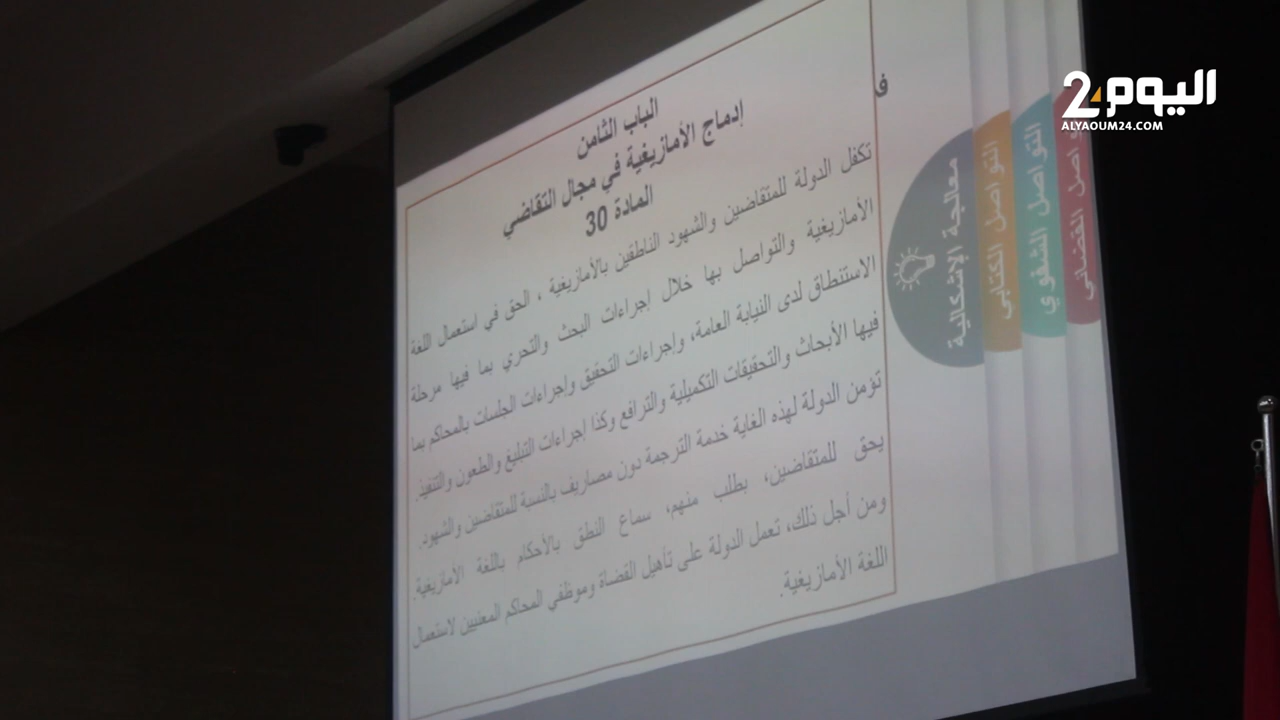 اليوم24
ALYAOUM24.COM
ف
الباب الثامن
إدماج الأمازيغية في مجال التقاضي
المادة 30
تكفل الدولة للمتقاضين والشهود الناطقين بالأمازيغية ، الحق في استعمال اللغة
الأمازيغية والتواصل بها خلال إجراءات البحث والتحري بما فيها مرحلة
الاستنطاق لدى النيابة العامة، وإجراءات التحقيق وإجراءات الجلسات بالمحاكم بما
فيها الأبحاث والتحقيقات التكميلية والترافع وكذا إجراءات التبليغ والطعون والتنفيذ.
تؤمن الدولة لهذه الغاية خدمة الترجمة دون مصاريف بالنسبة للمتقاضين والشهود.
يحق للمتقاضين، بطلب منهم، سماع النطق بالأحكام باللغة الأمازيغية.
ومن أجل ذلك، تعمل الدولة على تأهيل القضاة وموظفي المحاكم المعنيين لاستعمال
اللغة الأمازيغية.
معالجة الإشكالية
التواصل الكتابي
التواصل الشفوي
اصل القضائي